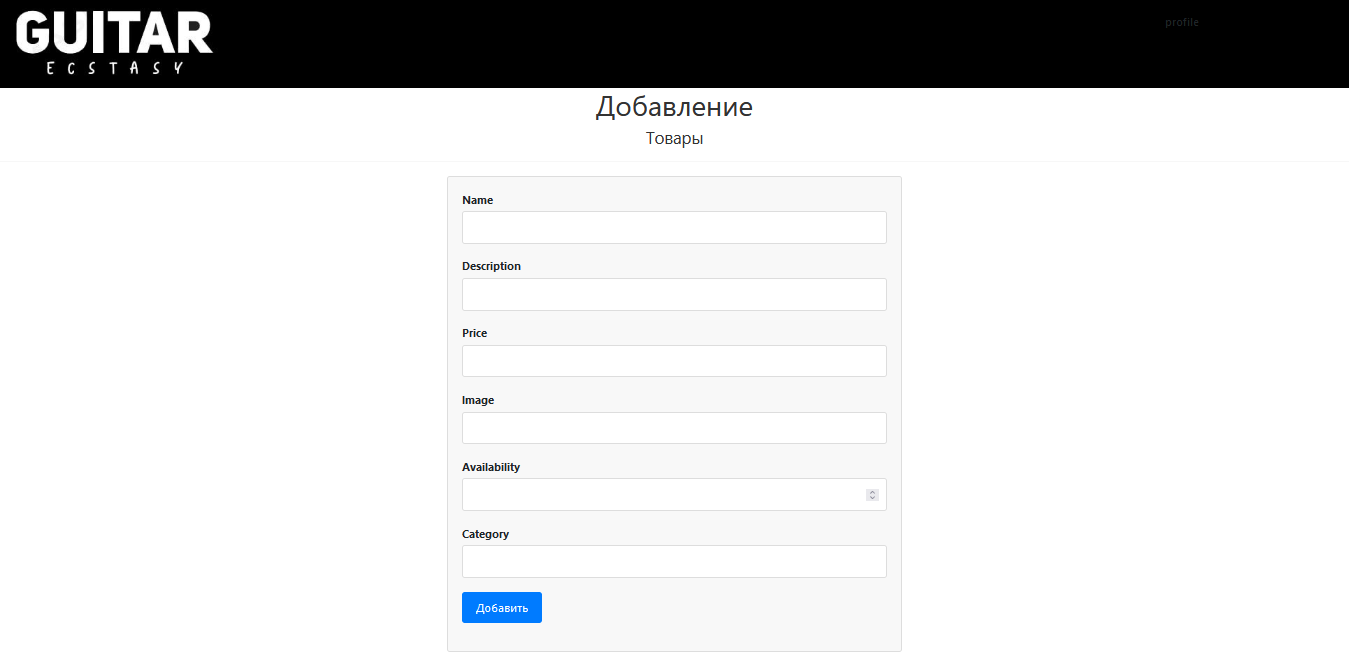 GUITAR
ECSTASY
profile
Добавление
Товары
Name
Description
Price
Image
Availability
Category
Добавить